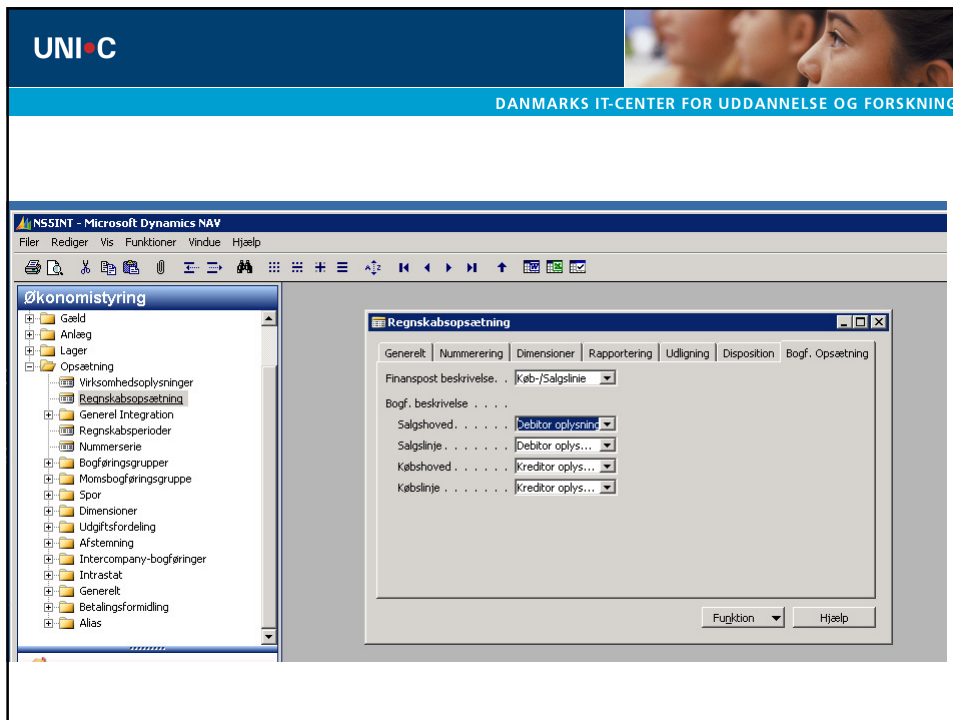 UNI•C
DANMARKS IT-CENTER FOR UDDANNELSE OG FORSKNING
NS5INT - Microsoft Dynamics NAV
Filer Rediger Vis Funktioner Vindue Hjælp
Økonomistyring
Gæld
Anlæg
Lager
Opsætning
Virksomhedsoplysninger
Regnskabsopsætning
Generel Integration
Regnskabsperioder
Nummerserie
Bogføringsgrupper
Momsbogføringsgruppe
Spor
Dimensioner
Udgiftsfordeling
Afstemning
Intercompany-bogføringer
Intrastat
Generelt
Betalingsformidling
Alias
Regnskabsopsætning
Generelt Nummerering Dimensioner Rapportering Udligning Disposition Bogf. Opsætning
Finanspost beskrivelse. . Køb-/Salgslinie
Bogf. beskrivelse . . . .
Salgshoved. . . . . . Debitor oplysning
Salgslinje . . . . . . . Debitor oplys...
Købshoved . . . . . . Kreditor oplys...
Købslinje . . . . . . . Kreditor oplys...
Funktion Hjælp